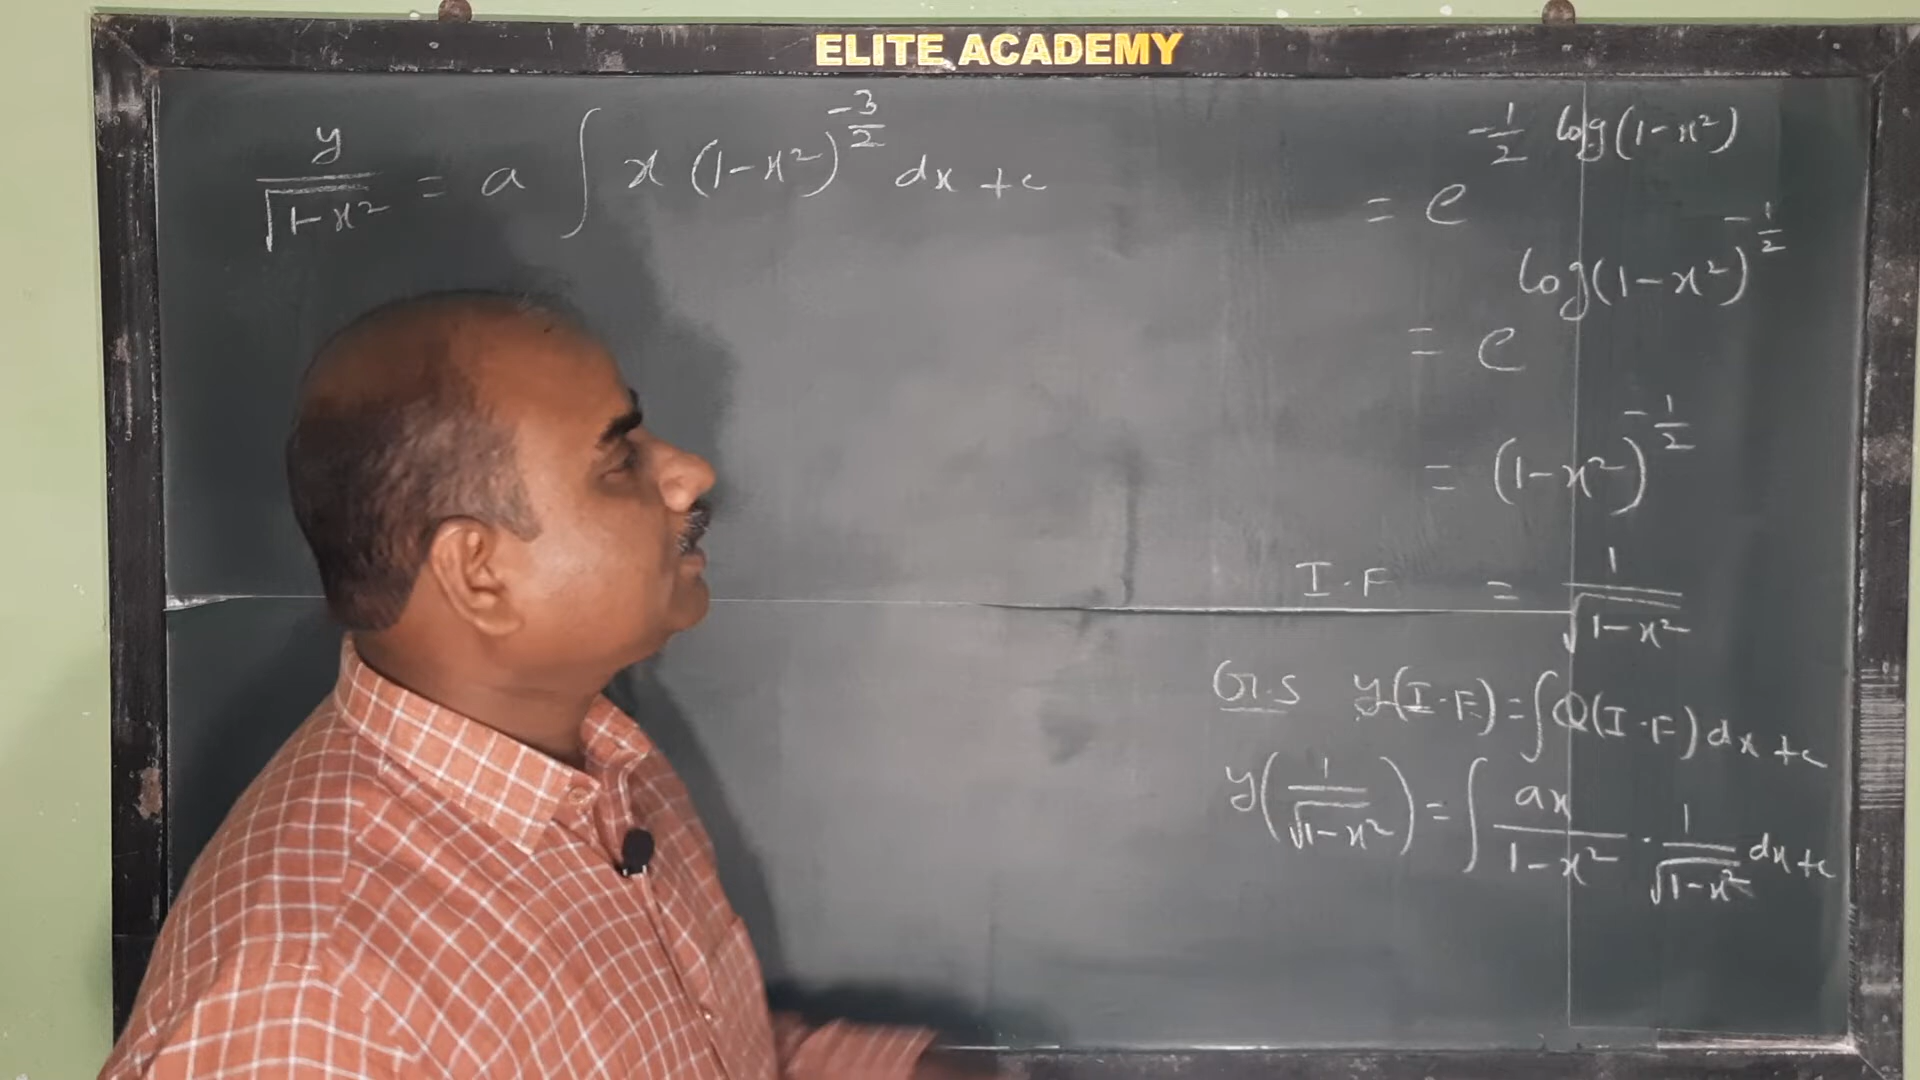 ELITE ACADEMY
y/√(1-x²) = a ∫ x (1-x²)^(-3/2) dx + c
= e^(-1/2 log(1-x²))
= e^(log(1-x²)^(-1/2))
= (1-x²)^(-1/2)
I.F = 1/√(1-x²)
G.S y(I.F) = ∫Q(I.F) dx + c
y(1/√(1-x²)) = ∫ ax/(1-x²) · 1/√(1-x²) dx + c